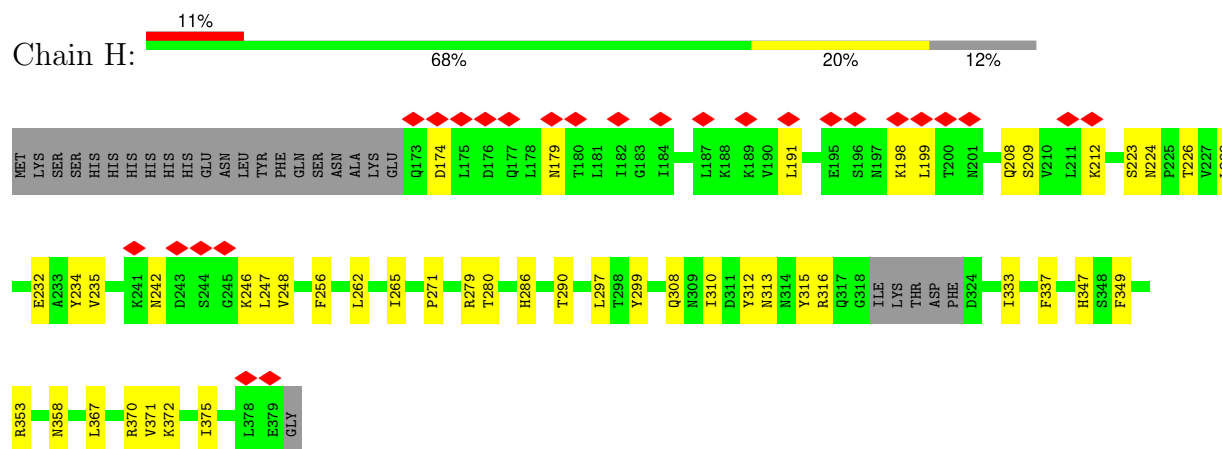 11%
Chain H:
68% 20% 12%
MET LYS SER SER HIS HIS HIS HIS HIS HIS GLU ASN LEU TYR PHE GLN SER ASN ALA LYS GLU Q173 D174 L175 D176 Q177 L178 N179 T180 L181 I182 G183 I184 L187 K188 K189 V190 L191 E195 S196 N197 K198 L199 T200 N201 Q208 S209 V210 L211 K212 S223 N224 P225 T226 V227
E232 A233 Y234 V235 K241 N242 D243 S244 G245 K246 L247 V248 F256 L262 I265 P271 R279 T280 H286 T290 L297 T298 Y299 Q308 N309 I310 D311 Y312 N313 N314 Y315 R316 Q317 G318 ILE LYS THR ASP PHE D324 I333 F337 H347 S348 F349
R353 N358 L367 R370 V371 K372 I375 L378 E379 GLY